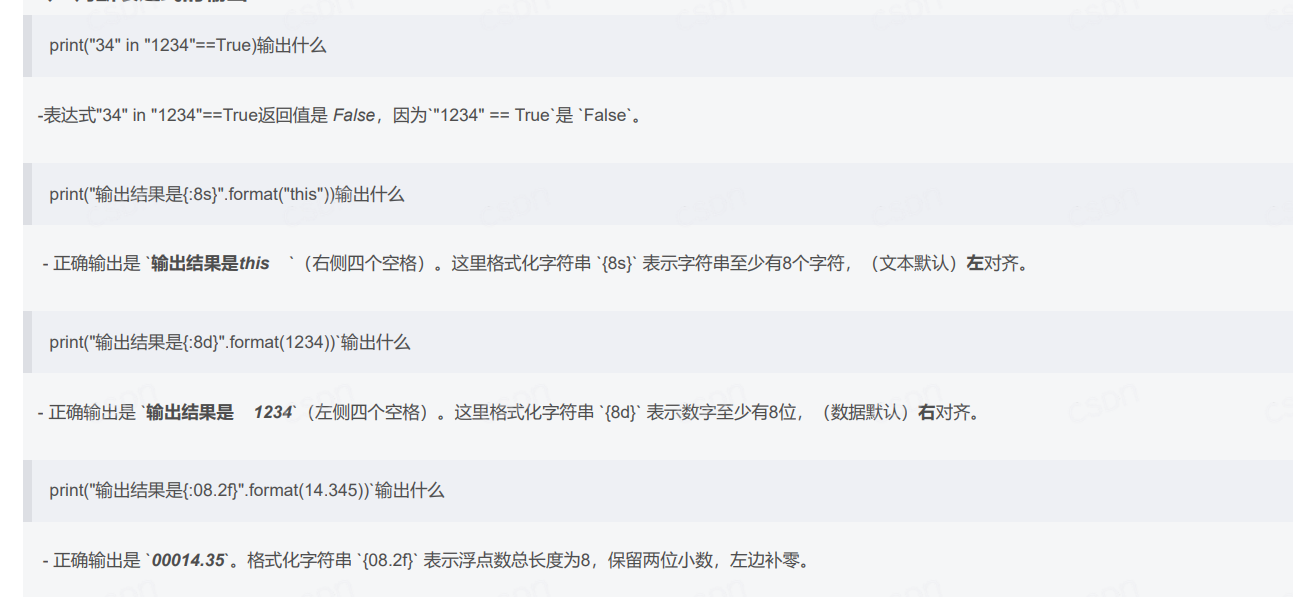 print("34" in "1234"==True)输出什么
-表达式"34" in "1234"==True返回值是 False，因为`"1234" == True`是 `False`。
print("输出结果是{:8s}".format("this"))输出什么
- 正确输出是 `输出结果是this    `（右侧四个空格）。这里格式化字符串 `{8s}` 表示字符串至少有8个字符，（文本默认）左对齐。
print("输出结果是{:8d}".format(1234))`输出什么
- 正确输出是 `输出结果是    1234`（左侧四个空格）。这里格式化字符串 `{8d}` 表示数字至少有8位，（数据默认）右对齐。
print("输出结果是{:08.2f}".format(14.345))`输出什么
- 正确输出是 `00014.35`。格式化字符串 `{08.2f}` 表示浮点数总长度为8，保留两位小数，左边补零。